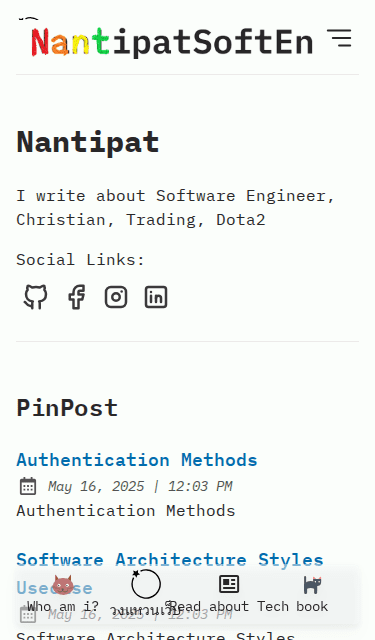 NantipatSoftEn
Nantipat
I write about Software Engineer,
Christian, Trading, Dota2
Social Links:
PinPost
Authentication Methods
May 16, 2025 | 12:03 PM
Authentication Methods
Software Architecture Styles
May 16, 2025 | 12:03 PM
Who am i? วงแหวนเว็บ Read about Tech book
Software Architecture Styles